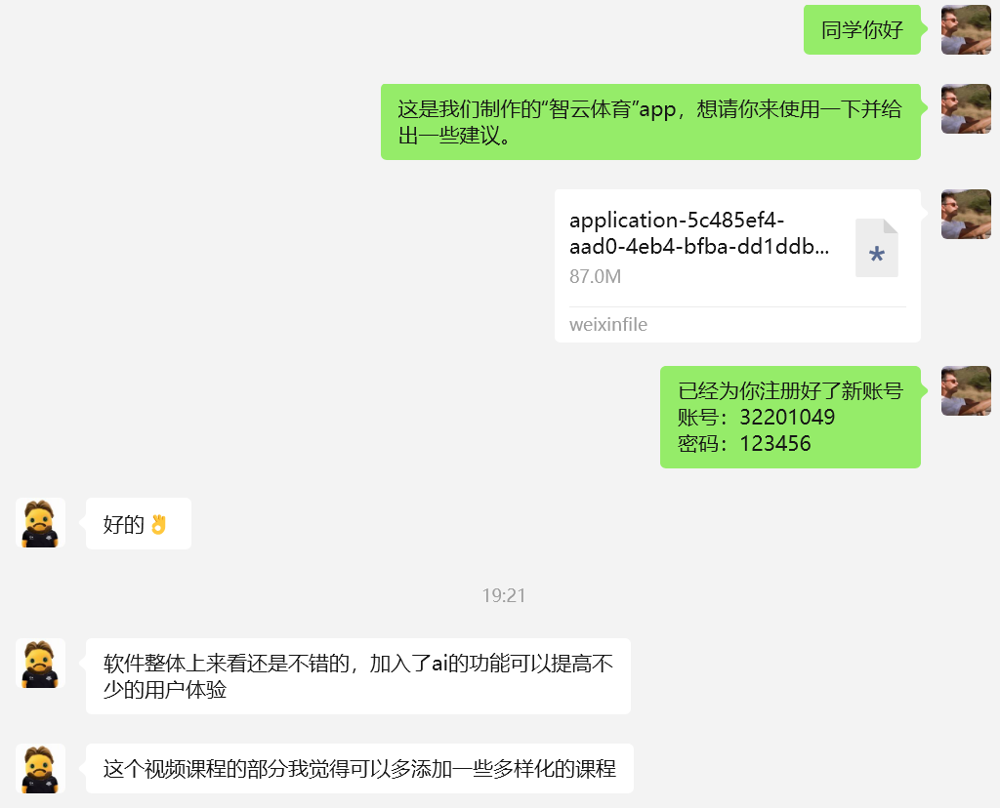 同学你好
这是我们制作的“智云体育”app，想请你来使用一下并给
出一些建议。
application-5c485ef4-
aad0-4eb4-bfba-dd1ddb...
87.0M
weixinfile
已经为你注册好了新账号
账号：32201049
密码：123456
好的👌
19:21
软件整体上来看还是不错的，加入了ai的功能可以提高不
少的用户体验
这个视频课程的部分我觉得可以多添加一些多样化的课程